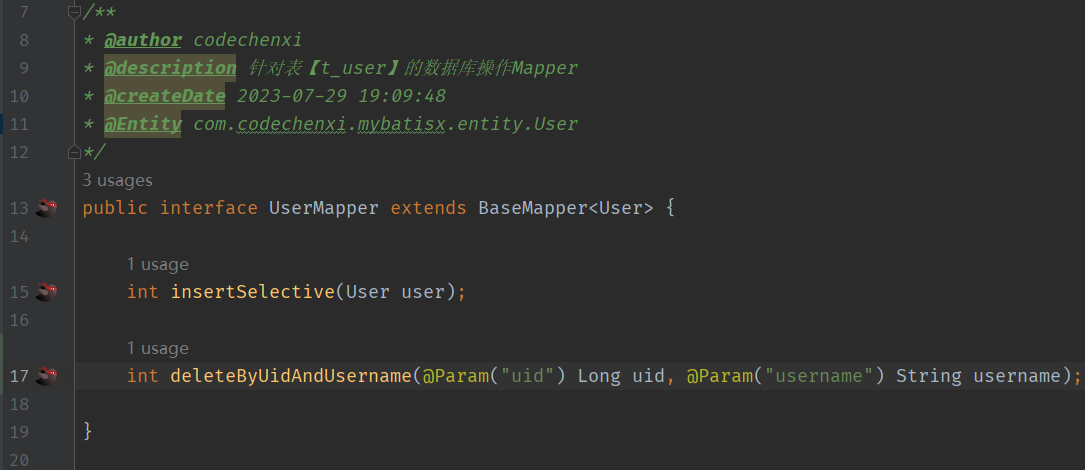 7 /**
8 * @author codechenxi
9 * @description 针对表【t_user】的数据库操作Mapper
10 * @createDate 2023-07-29 19:09:48
11 * @Entity com.codechenxi.mybatisx.entity.User
12 */
3 usages
13 public interface UserMapper extends BaseMapper<User> {
14
1 usage
15 int insertSelective(User user);
16
1 usage
17 int deleteByUidAndUsername(@Param("uid") Long uid, @Param("username") String username);
18
19 }
20